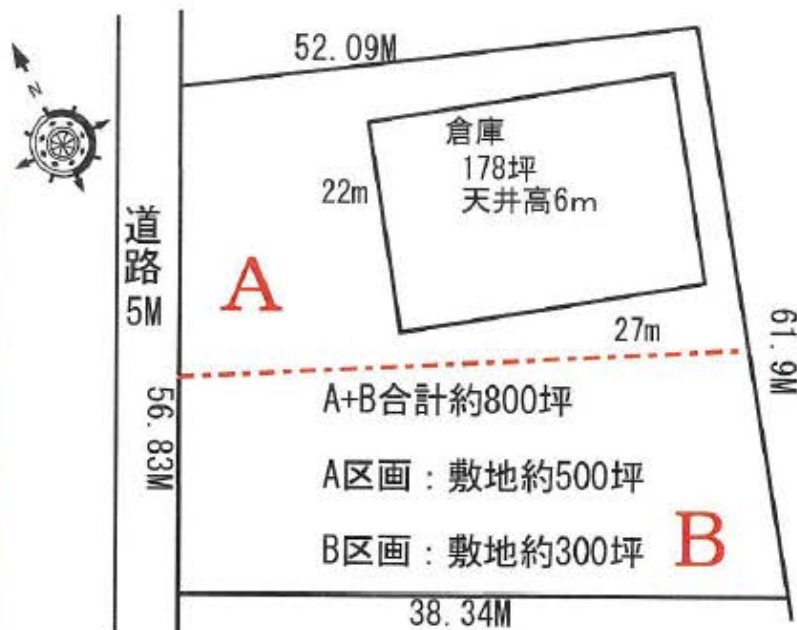 52.09M
N
倉庫
178坪
天井高6m
22m
道路
5M
A
27m
61.9M
56.83M
A+B合計約800坪
A区画：敷地約500坪
B区画：敷地約300坪
B
38.34M